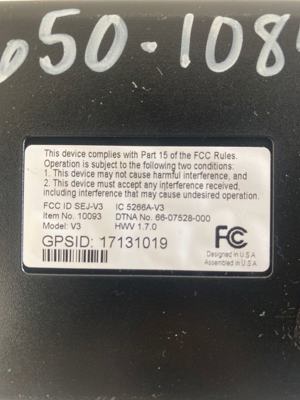 050-108
This device complies with Part 15 of the FCC Rules.
Operation is subject to the following two conditions:
1. This device may not cause harmful interference, and
2. This device must accept any interference received,
including interference that may cause undesired operation.
FCC ID SEJ-V3 IC 5266A-V3
Item No. 10093 DTNA No. 66-07528-000
Model: V3 HWV 1.7.0
GPSID: 17131019
FC
Designed in U.S.A
Assembled in U.S.A